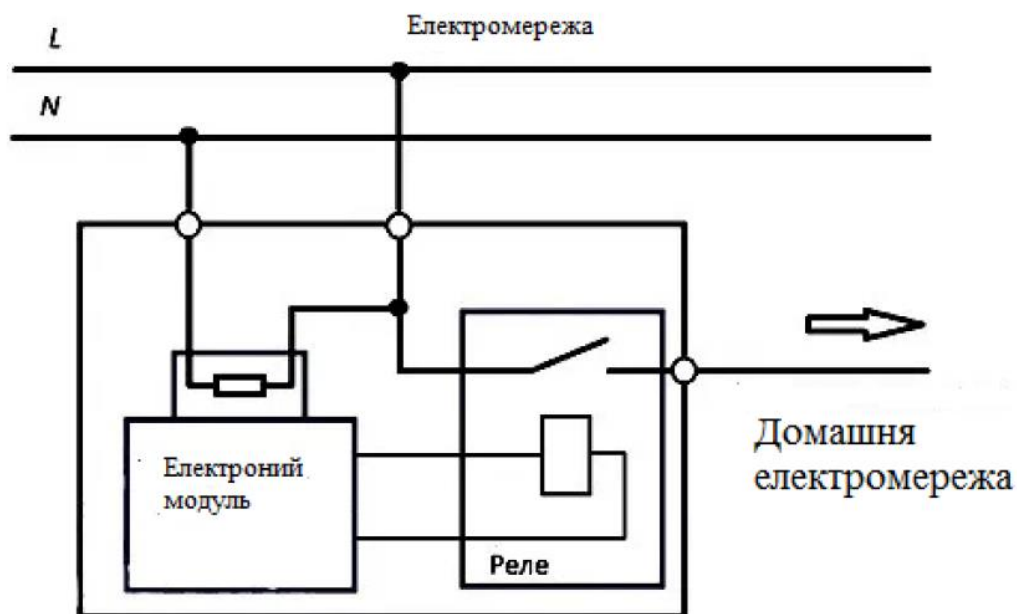 L
Електромережа
N
Домашня
електромережа
Електроний
модуль
Реле